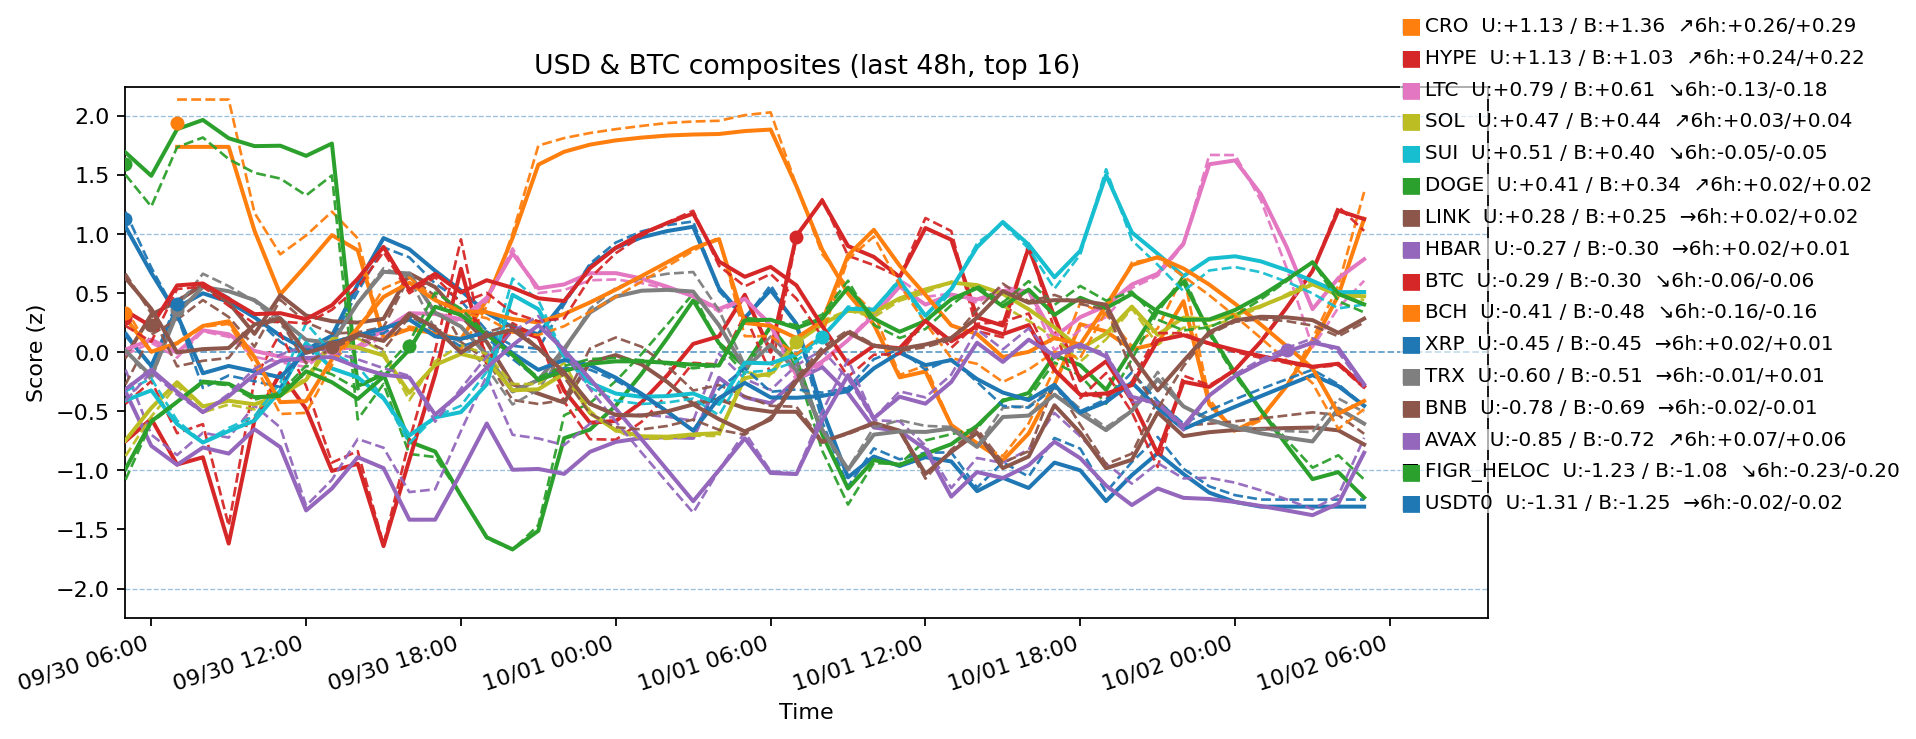 USD & BTC composites (last 48h, top 16)
CRO  U:+1.13 / B:+1.36  ↗6h:+0.26/+0.29
HYPE  U:+1.13 / B:+1.03  ↗6h:+0.24/+0.22
LTC  U:+0.79 / B:+0.61  ↘6h:-0.13/-0.18
SOL  U:+0.47 / B:+0.44  ↗6h:+0.03/+0.04
SUI  U:+0.51 / B:+0.40  ↘6h:-0.05/-0.05
DOGE  U:+0.41 / B:+0.34  ↗6h:+0.02/+0.02
LINK  U:+0.28 / B:+0.25  →6h:+0.02/+0.02
HBAR  U:-0.27 / B:-0.30  →6h:+0.02/+0.01
BTC  U:-0.29 / B:-0.30  ↘6h:-0.06/-0.06
BCH  U:-0.41 / B:-0.48  ↘6h:-0.16/-0.16
XRP  U:-0.45 / B:-0.45  →6h:+0.02/+0.01
TRX  U:-0.60 / B:-0.51  →6h:-0.01/+0.01
BNB  U:-0.78 / B:-0.69  →6h:-0.02/-0.01
AVAX  U:-0.85 / B:-0.72  ↗6h:+0.07/+0.06
FIGR_HELOC  U:-1.23 / B:-1.08  ↘6h:-0.23/-0.20
USDT0  U:-1.31 / B:-1.25  →6h:-0.02/-0.02
Score (z)
2.0
1.5
1.0
0.5
0.0
−0.5
−1.0
−1.5
−2.0
09/30 06:00
09/30 12:00
09/30 18:00
10/01 00:00
10/01 06:00
10/01 12:00
10/01 18:00
10/02 00:00
10/02 06:00
Time